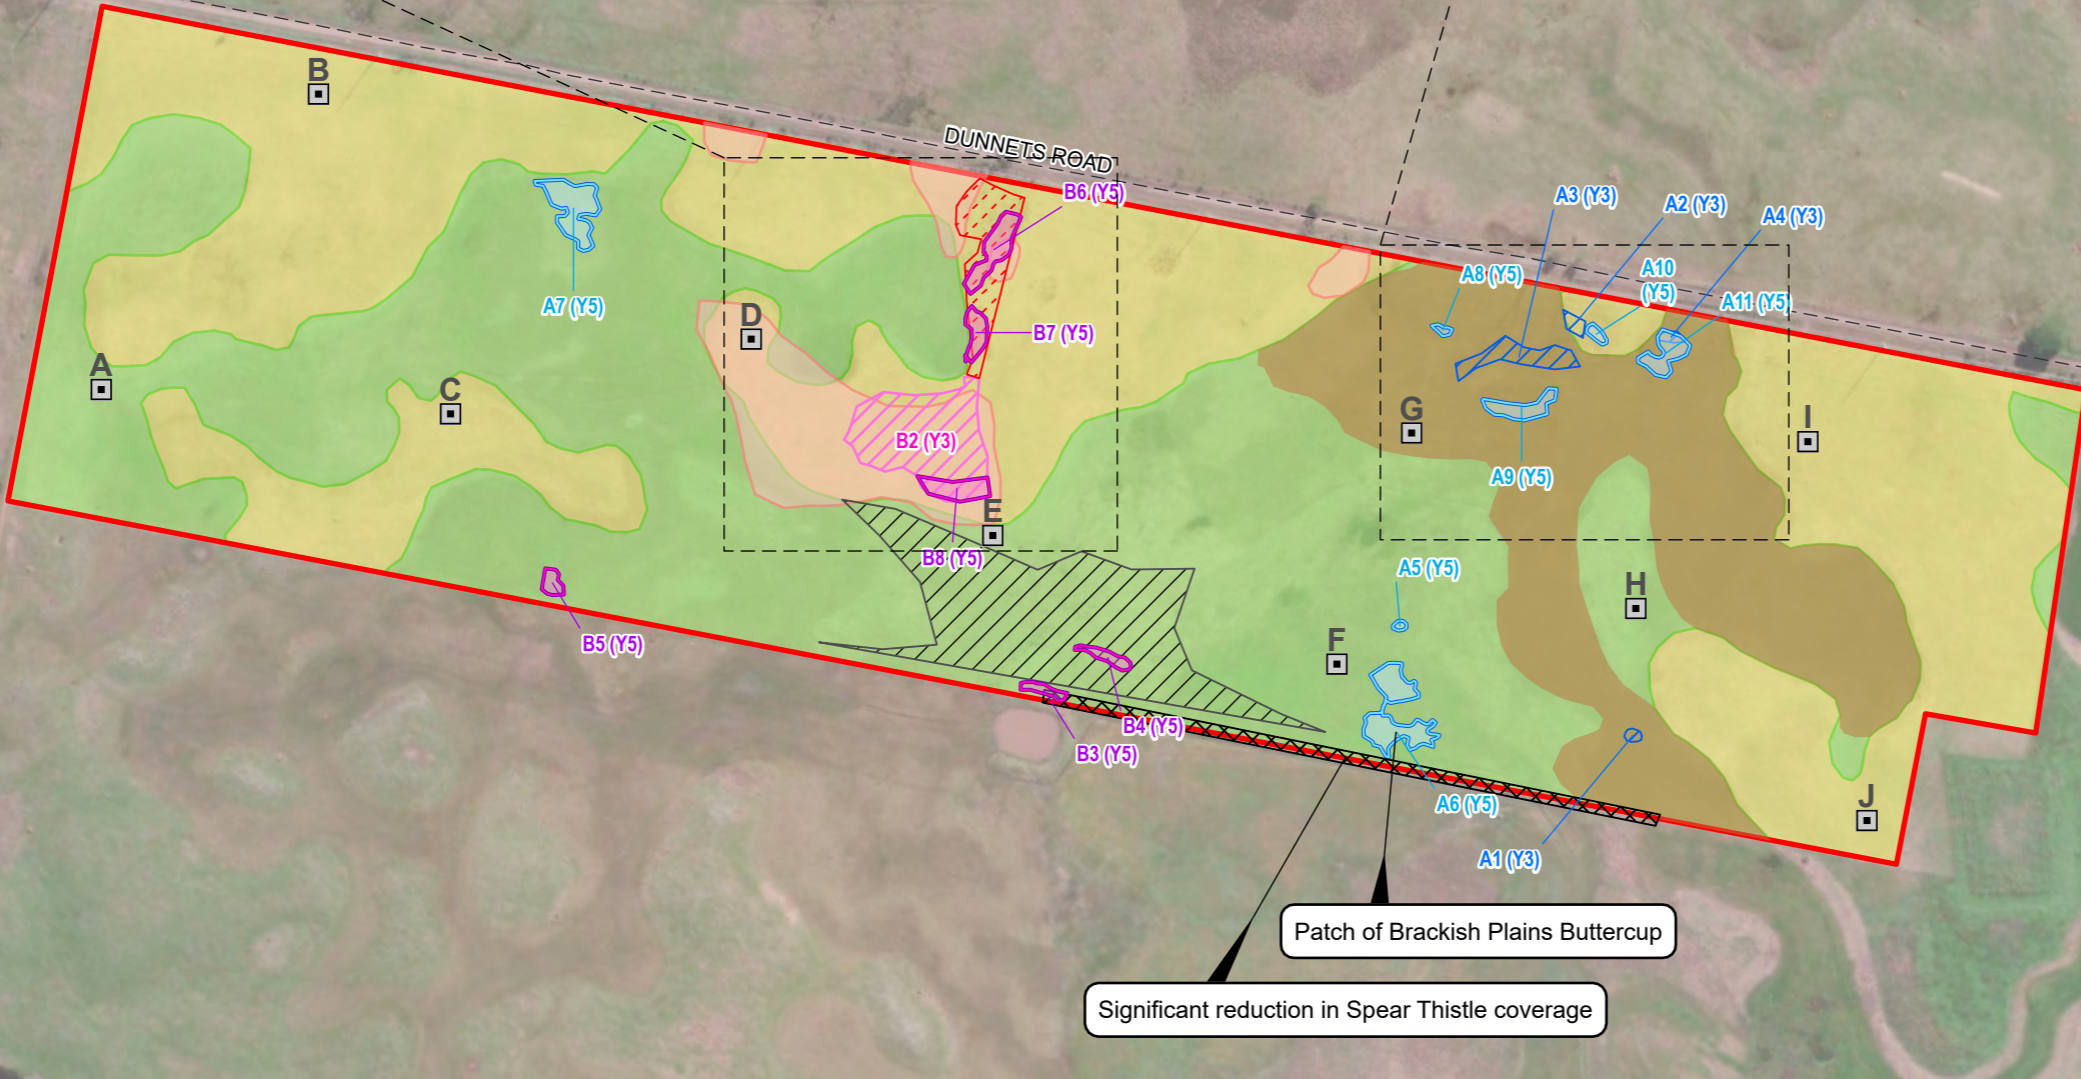 B
DUNNETS ROAD
B6 (Y5)
A3 (Y3)
A2 (Y3)
A4 (Y3)
A8 (Y5)
A10
(Y5)
A11 (Y5)
A7 (Y5)
D
B7 (Y5)
A
C
G
I
B2 (Y3)
A9 (Y5)
E
B8 (Y5)
A5 (Y5)
H
B5 (Y5)
F
B4 (Y5)
B3 (Y5)
A6 (Y5)
J
A1 (Y3)
Patch of Brackish Plains Buttercup
Significant reduction in Spear Thistle coverage